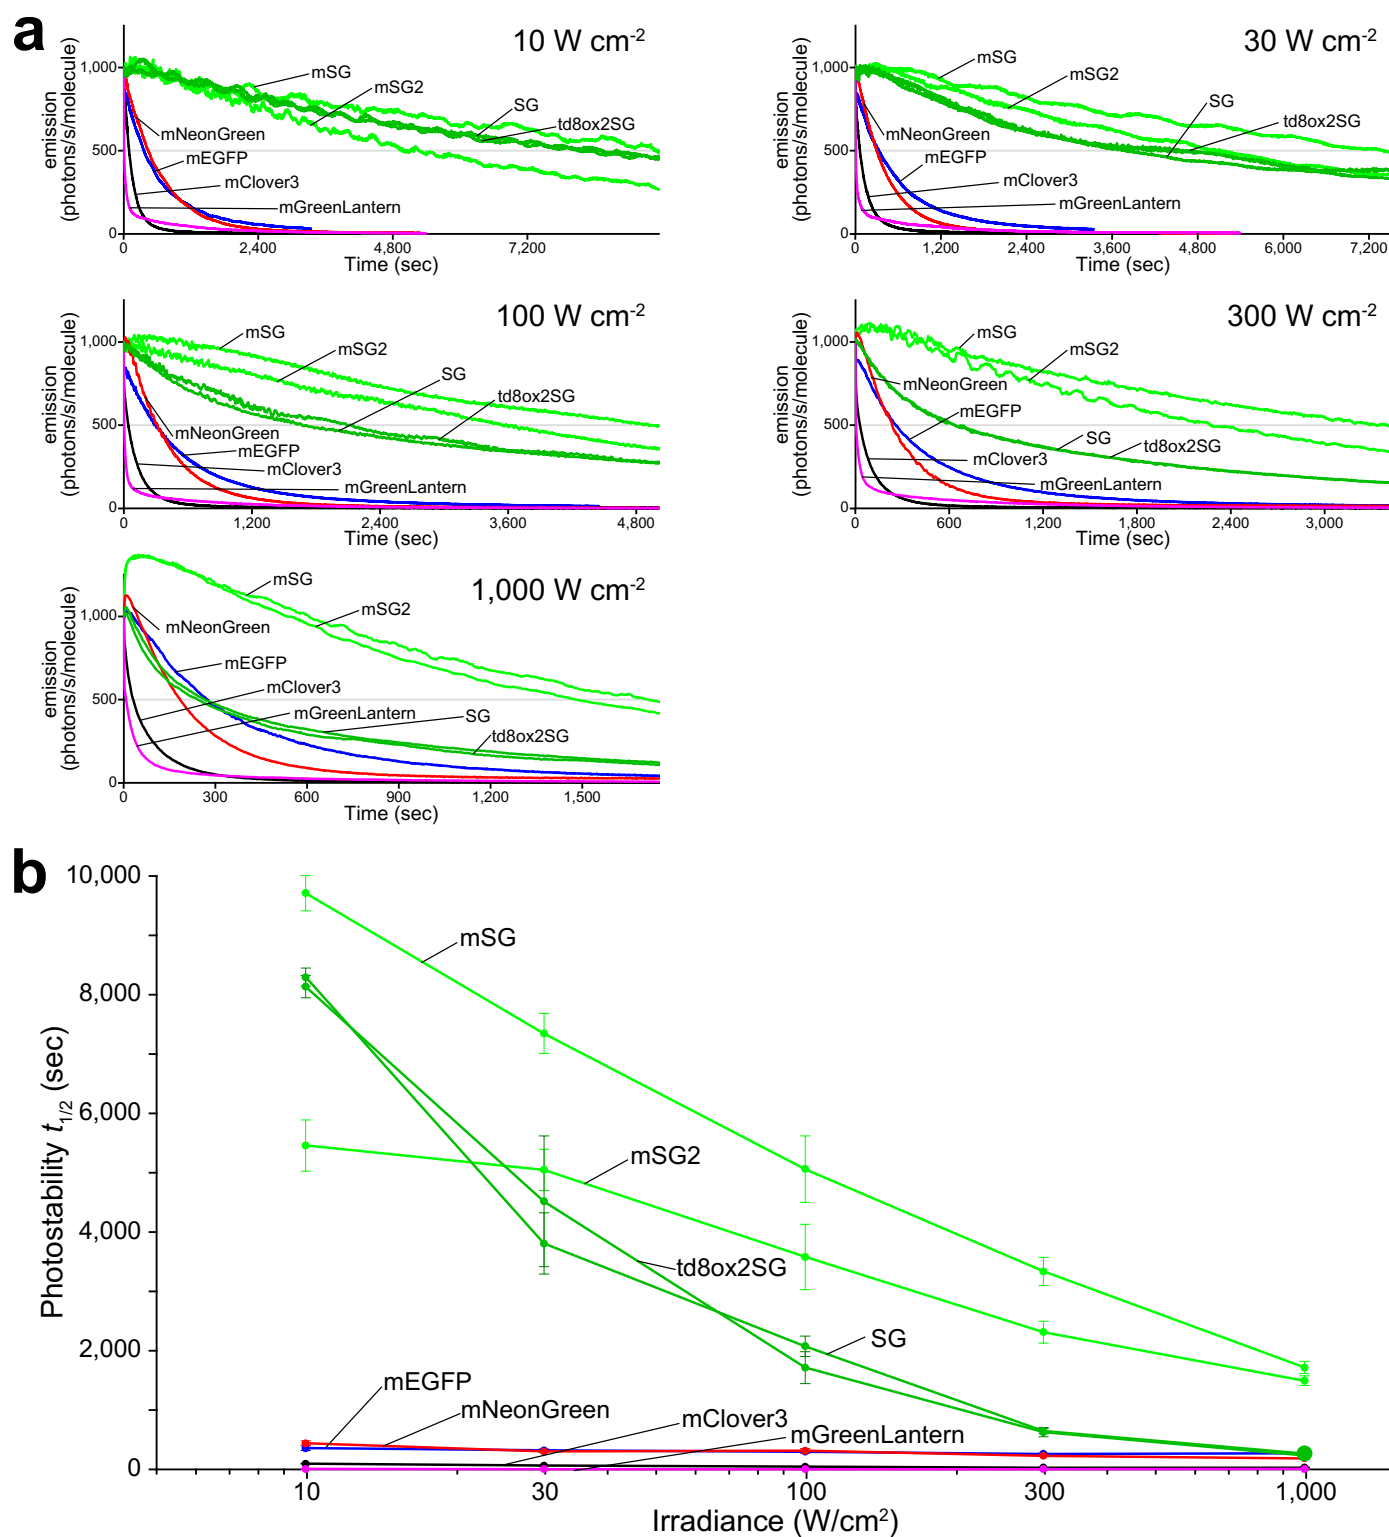 a
10 W cm-2
emission
(photons/s/molecule)
1,000
500
0
mSG
mSG2
SG
td8ox2SG
mNeonGreen
mEGFP
mClover3
mGreenLantern
0 2,400 4,800 7,200
Time (sec)
30 W cm-2
emission
(photons/s/molecule)
1,000
500
0
mSG
mSG2
SG
td8ox2SG
mNeonGreen
mEGFP
mClover3
mGreenLantern
0 1,200 2,400 3,600 4,800 6,000 7,200
Time (sec)
100 W cm-2
emission
(photons/s/molecule)
1,000
500
0
mSG
mSG2
SG
td8ox2SG
mNeonGreen
mEGFP
mClover3
mGreenLantern
0 1,200 2,400 3,600 4,800
Time (sec)
300 W cm-2
emission
(photons/s/molecule)
1,000
500
0
mSG
mSG2
mNeonGreen
mEGFP
SG
td8ox2SG
mClover3
mGreenLantern
0 600 1,200 1,800 2,400 3,000
Time (sec)
1,000 W cm-2
emission
(photons/s/molecule)
1,000
500
0
mSG
mSG2
mNeonGreen
mEGFP
mClover3
mGreenLantern
SG
td8ox2SG
0 300 600 900 1,200 1,500
Time (sec)
b
Photostability t1/2 (sec)
10,000
8,000
6,000
4,000
2,000
0
mSG
mSG2
td8ox2SG
SG
mEGFP
mNeonGreen
mClover3
mGreenLantern
10 30 100 300 1,000
Irradiance (W/cm2)